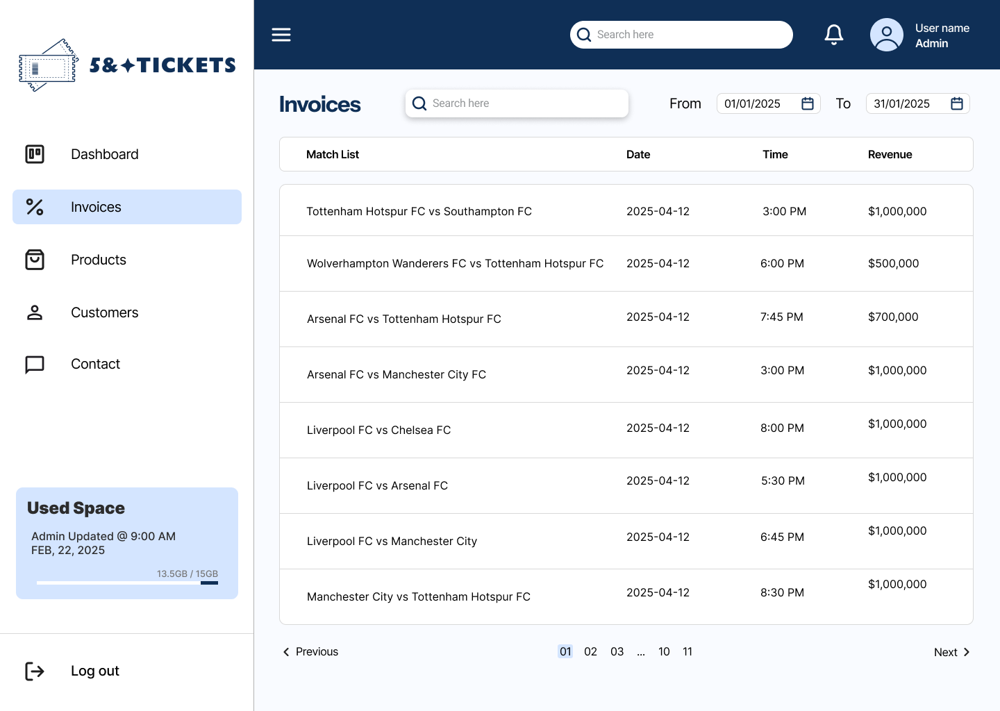 5&✦TICKETS
Dashboard
Invoices
Products
Customers
Contact
Used Space
Admin Updated @ 9:00 AM
FEB, 22, 2025
13.5GB / 15GB
Log out
Search here
User name
Admin
Invoices
Search here
From 01/01/2025 To 31/01/2025
Match List Date Time Revenue
Tottenham Hotspur FC vs Southampton FC 2025-04-12 3:00 PM $1,000,000
Wolverhampton Wanderers FC vs Tottenham Hotspur FC 2025-04-12 6:00 PM $500,000
Arsenal FC vs Tottenham Hotspur FC 2025-04-12 7:45 PM $700,000
Arsenal FC vs Manchester City FC 2025-04-12 3:00 PM $1,000,000
Liverpool FC vs Chelsea FC 2025-04-12 8:00 PM $1,000,000
Liverpool FC vs Arsenal FC 2025-04-12 5:30 PM $1,000,000
Liverpool FC vs Manchester City 2025-04-12 6:45 PM $1,000,000
Manchester City vs Tottenham Hotspur FC 2025-04-12 8:30 PM $1,000,000
Previous 01 02 03 ... 10 11 Next